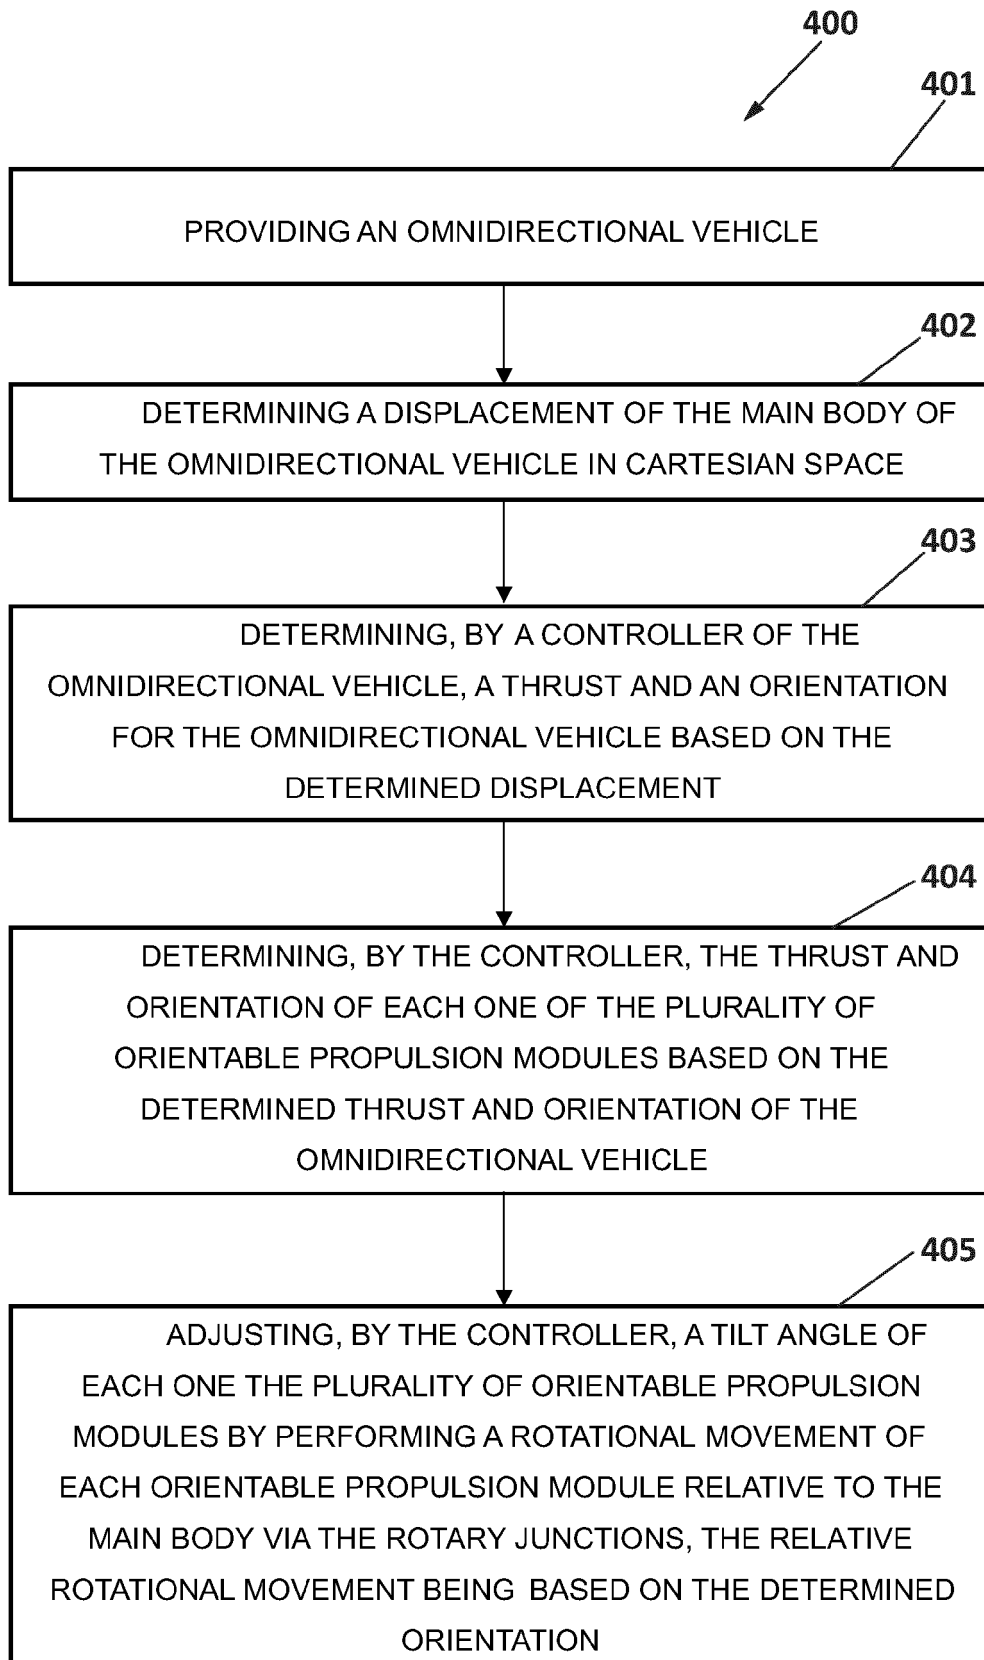 400
401
PROVIDING AN OMNIDIRECTIONAL VEHICLE
402
DETERMINING A DISPLACEMENT OF THE MAIN BODY OF
THE OMNIDIRECTIONAL VEHICLE IN CARTESIAN SPACE
403
DETERMINING, BY A CONTROLLER OF THE
OMNIDIRECTIONAL VEHICLE, A THRUST AND AN ORIENTATION
FOR THE OMNIDIRECTIONAL VEHICLE BASED ON THE
DETERMINED DISPLACEMENT
404
DETERMINING, BY THE CONTROLLER, THE THRUST AND
ORIENTATION OF EACH ONE OF THE PLURALITY OF
ORIENTABLE PROPULSION MODULES BASED ON THE
DETERMINED THRUST AND ORIENTATION OF THE
OMNIDIRECTIONAL VEHICLE
405
ADJUSTING, BY THE CONTROLLER, A TILT ANGLE OF
EACH ONE THE PLURALITY OF ORIENTABLE PROPULSION
MODULES BY PERFORMING A ROTATIONAL MOVEMENT OF
EACH ORIENTABLE PROPULSION MODULE RELATIVE TO THE
MAIN BODY VIA THE ROTARY JUNCTIONS, THE RELATIVE
ROTATIONAL MOVEMENT BEING BASED ON THE DETERMINED
ORIENTATION